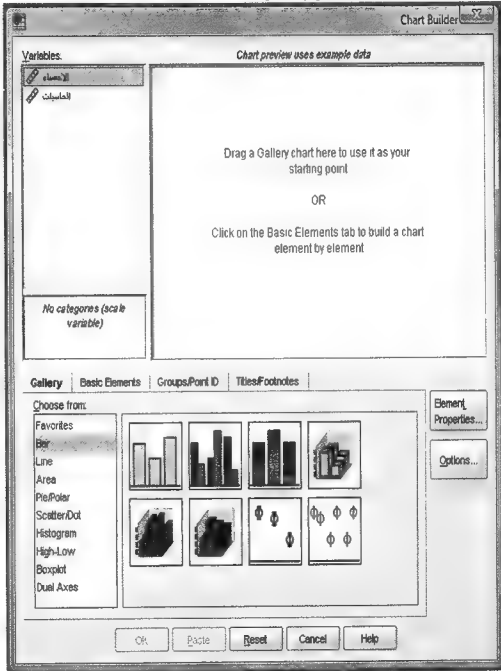 Chart Builder
Variables:
Chart preview uses example data
الاحصاء
الحاسبات
Drag a Gallery chart here to use it as your
starting point
OR
Click on the Basic Elements tab to build a chart
element by element
No categories (scale
variable)
Gallery
Basic Elements
Groups/Point ID
Titles/Footnotes
Choose from:
Favorites
Bar
Line
Area
Pie/Polar
Scatter/Dot
Histogram
High-Low
Boxplot
Dual Axes
Element
Properties...
Options...
OK
Paste
Reset
Cancel
Help